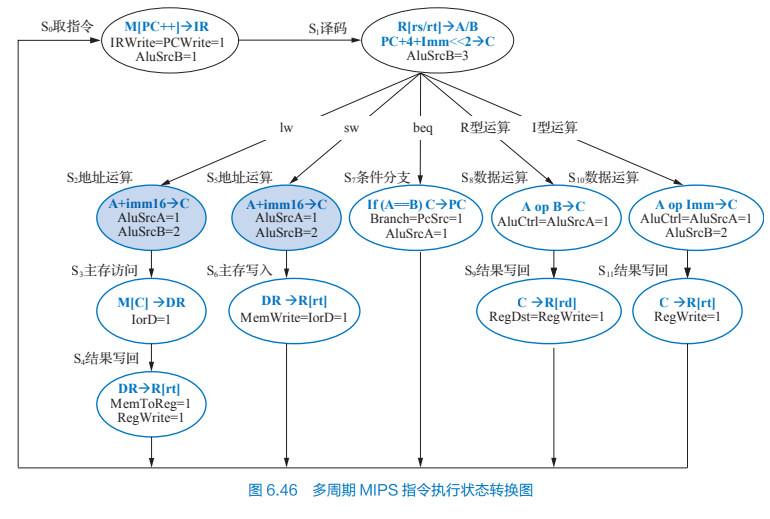 S₀取指令
M[PC++]→IR
IRWrite=PCWrite=1
AluSrcB=1
S₁译码
R[rs/rt]→A/B
PC+4+Imm<<2→C
AluSrcB=3
lw
sw
beq
R型运算
I型运算
S₂地址运算
A+imm16→C
AluSrcA=1
AluSrcB=2
S₅地址运算
A+imm16→C
AluSrcA=1
AluSrcB=2
S₇条件分支
If (A==B) C→PC
Branch=PcSrc=1
AluSrcA=1
S₈数据运算
A op B→C
AluCtrl=AluSrcA=1
S₁₀数据运算
A op Imm→C
AluCtrl=AluSrcA=1
AluSrcB=2
S₃主存访问
M[C] →DR
IorD=1
S₆主存写入
DR →R[rt]
MemWrite=IorD=1
S₉结果写回
C →R[rd]
RegDst=RegWrite=1
S₁₁结果写回
C →R[rt]
RegWrite=1
S₄结果写回
DR→R[rt]
MemToReg=1
RegWrite=1
图 6.46 多周期 MIPS 指令执行状态转换图